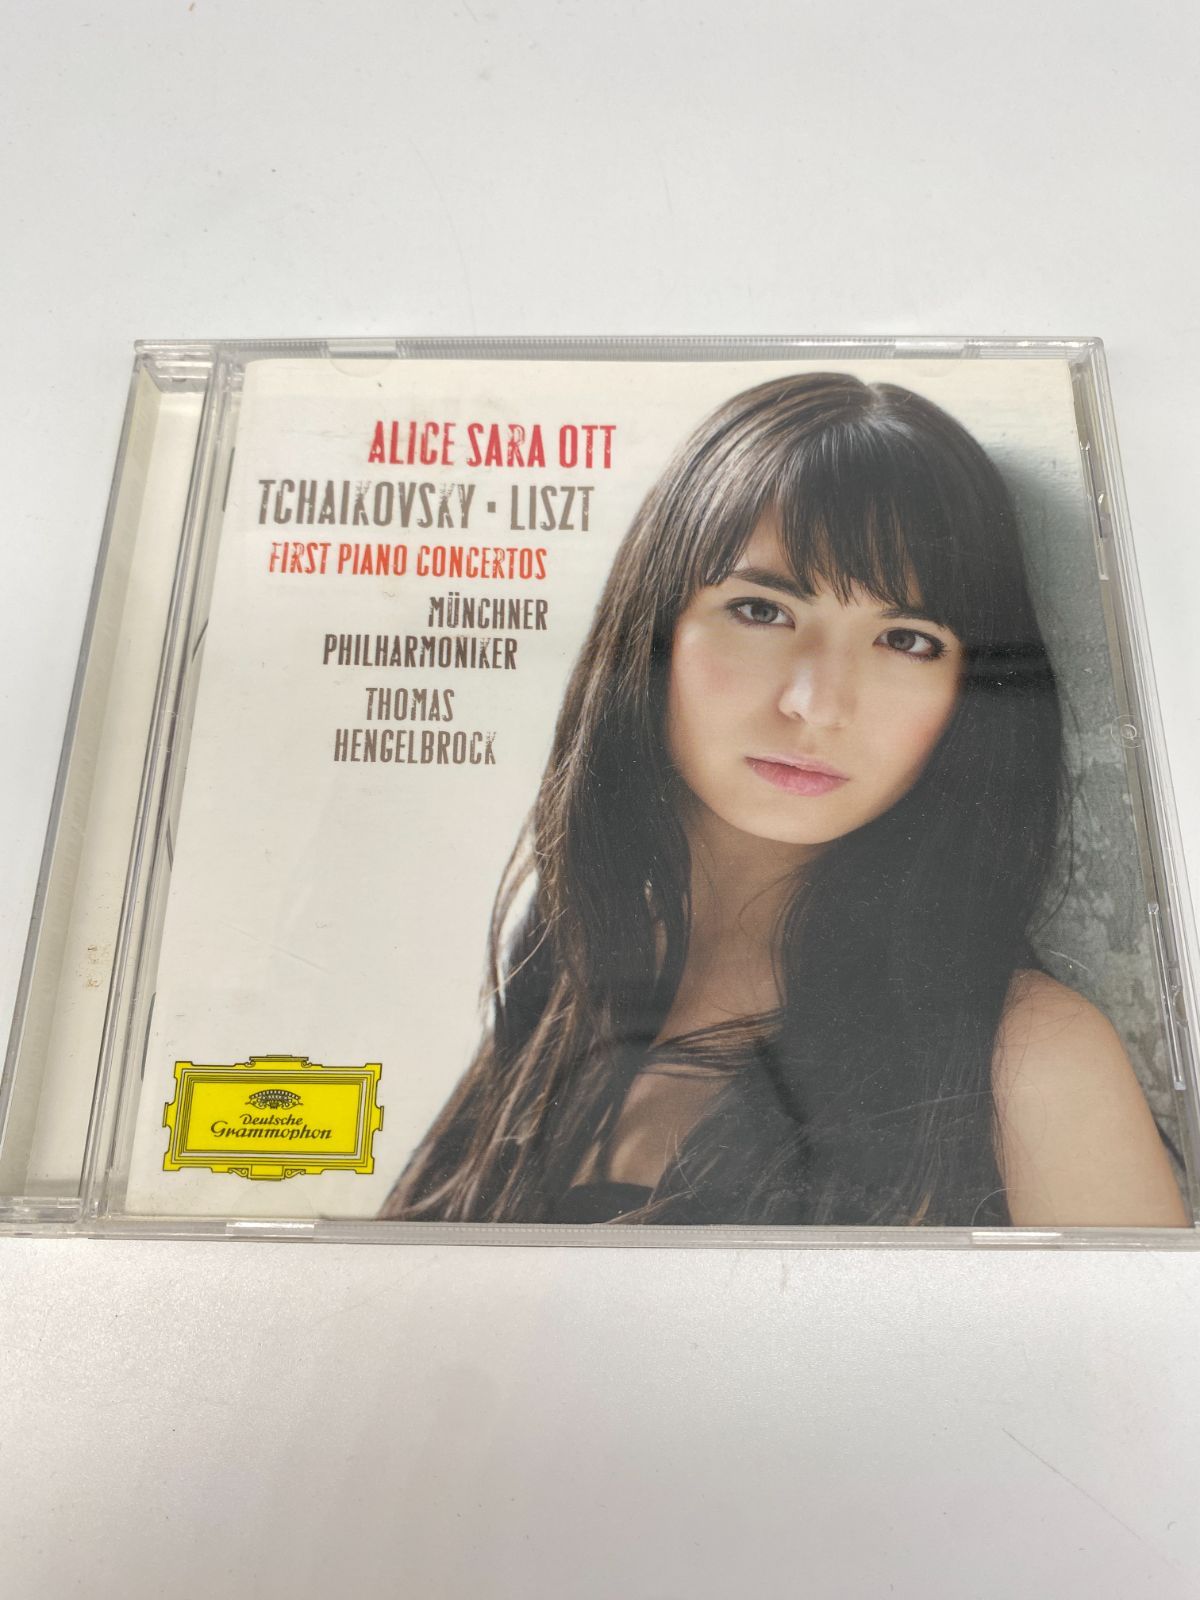 ALICE SARA OTT
TCHAIKOVSKY · LISZT
FIRST PIANO CONCERTOS
MÜNCHNER
PHILHARMONIKER
THOMAS
HENGELBROCK
Deutsche
Grammophon